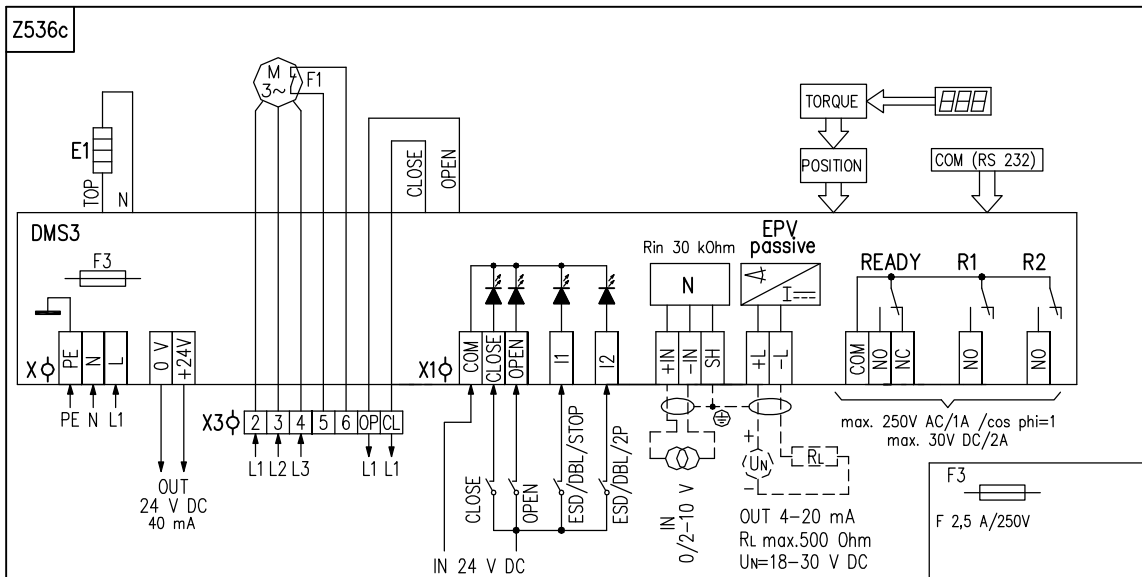 Z536c
M
3~
F1
E1
TOP
N
CLOSE
OPEN
TORQUE
888
POSITION
COM (RS 232)
DMS3
F3
Rin 30 kOhm
N
EPV
passive
I
READY
R1
R2
X
PE
N
L
0 V
+24V
X1
COM
CLOSE
OPEN
I1
I2
+IN
-IN
SH
+L
-L
COM
NO
NC
NO
NO
PE N L1
X3
2
3
4
5
6
OP
CL
L1 L2 L3
L1 L1
OUT
24 V DC
40 mA
CLOSE
OPEN
ESD/DBL/STOP
ESD/DBL/2P
IN 24 V DC
IN
0/2-10 V
+
UN
-
RL
OUT 4-20 mA
RL max.500 Ohm
UN=18-30 V DC
max. 250V AC/1A /cos phi=1
max. 30V DC/2A
F3
F 2,5 A/250V